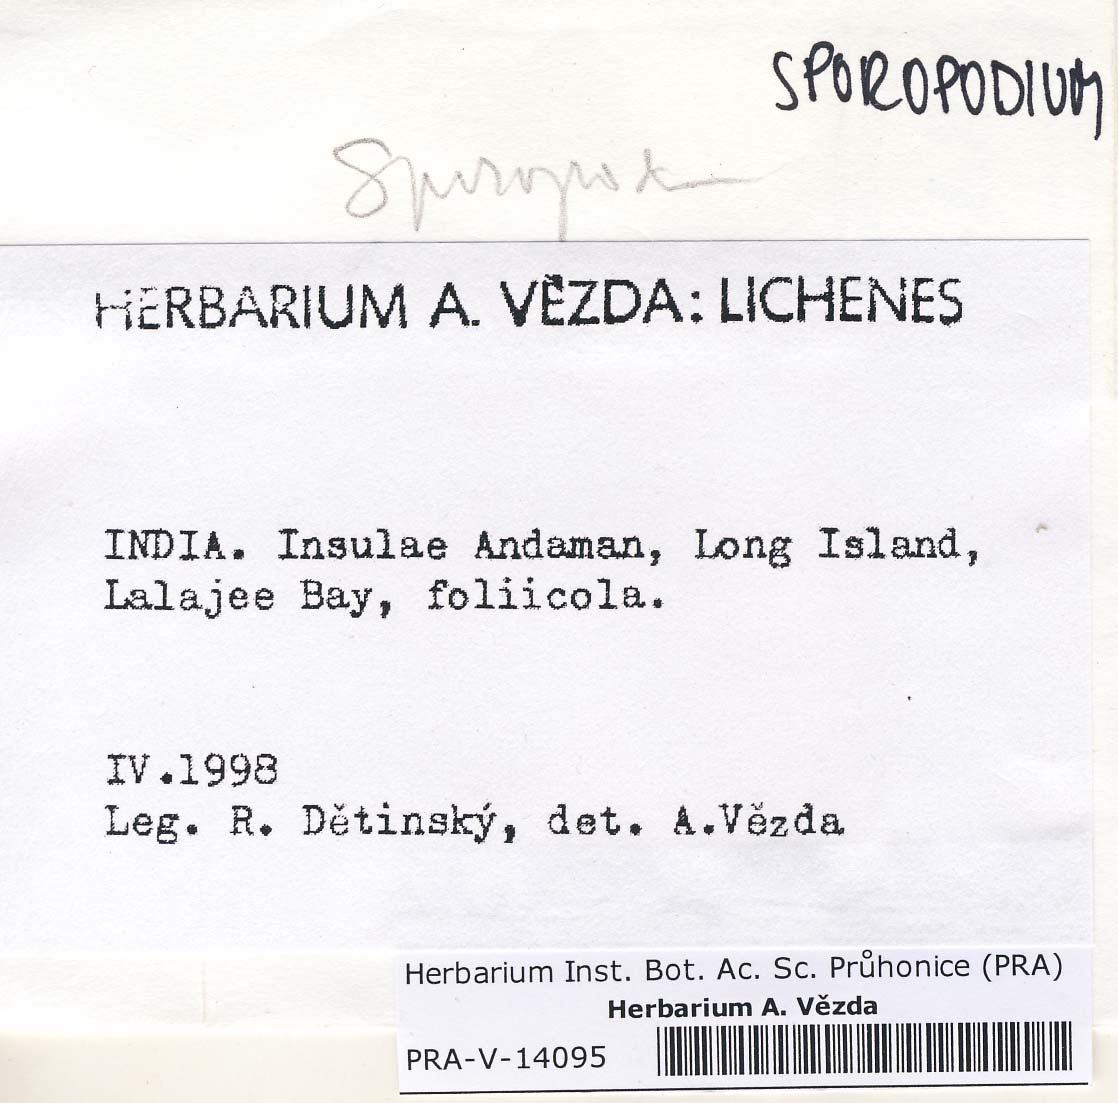 SPOROPODIUM
HERBARIUM A. VĚZDA: LICHENES
INDIA. Insulae Andaman, Long Island,
Lalajee Bay, foliicola.
IV.1998
Leg. R. Dětinský, det. A.Vězda
Herbarium Inst. Bot. Ac. Sc. Průhonice (PRA)
Herbarium A. Vězda
PRA-V-14095